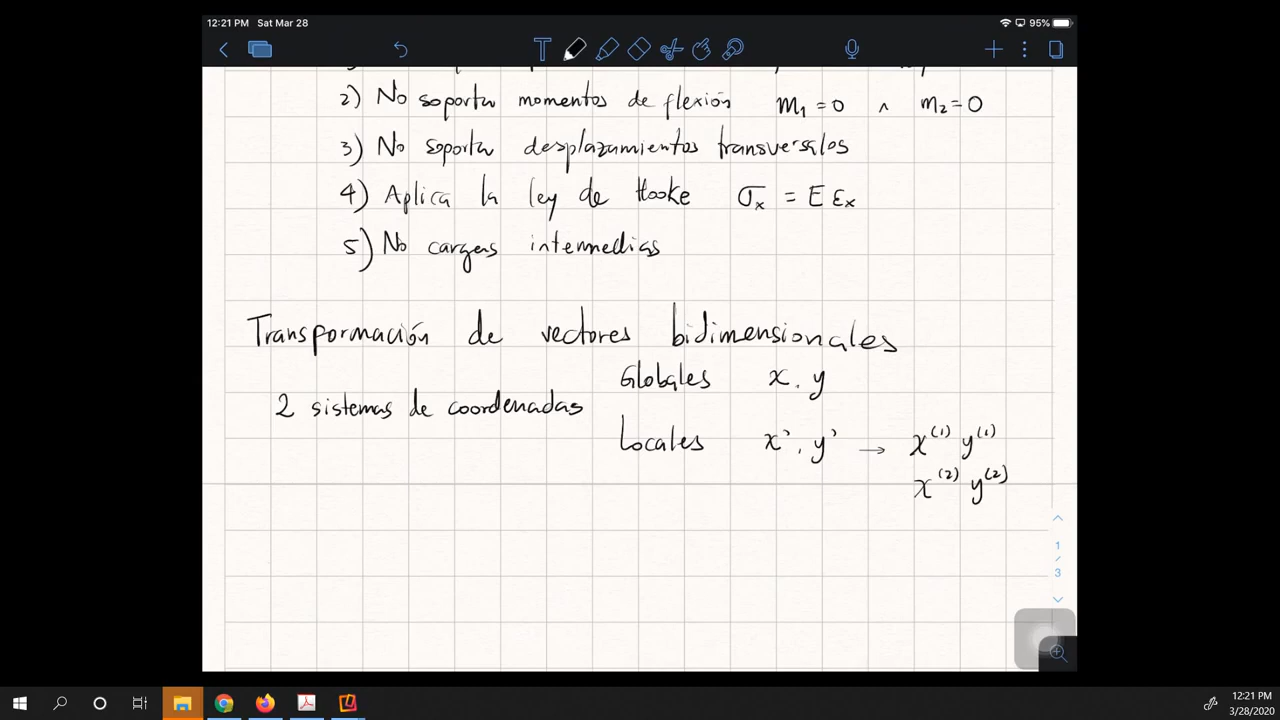 12:21 PM Sat Mar 28
95%
2) No soporta momentos de flexión m₁ = 0 ∧ m₂ = 0
3) No soporta desplazamientos transversales
4) Aplica la ley de Hooke σₓ = E εₓ
5) No cargas intermedias
Transformación de vectores bidimensionales
Globales x, y
2 sistemas de coordenadas
Locales x', y' → x⁽¹⁾ y⁽¹⁾
x⁽²⁾ y⁽²⁾
1
/
3
12:21 PM
3/28/2020